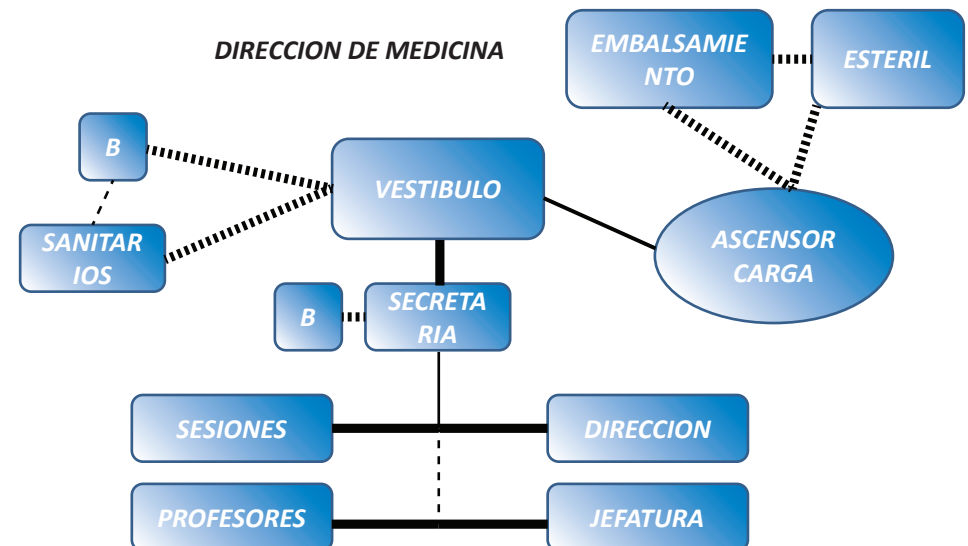 DIRECCION DE MEDICINA
EMBALSAMIE
NTO
ESTERIL
B
VESTIBULO
SANITAR
IOS
ASCENSOR
CARGA
B
SECRETA
RIA
SESIONES
DIRECCION
PROFESORES
JEFATURA